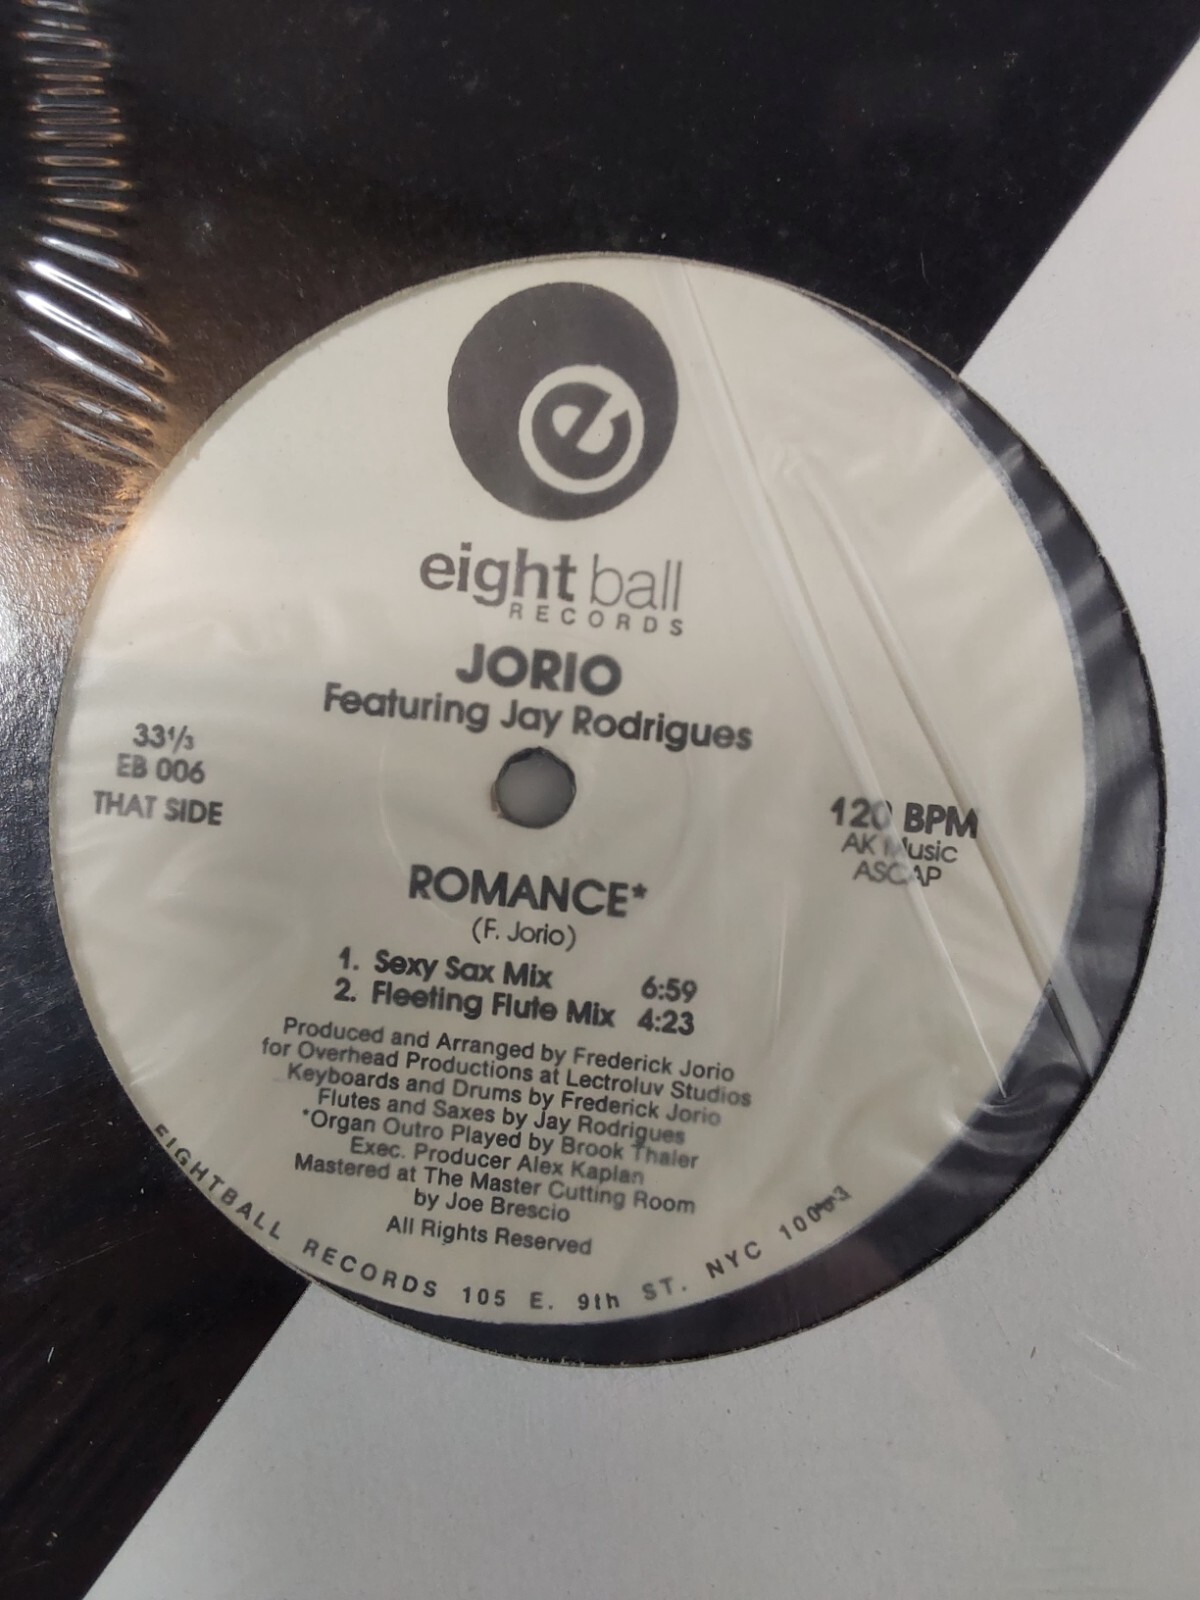 e
eight ball
RECORDS
JORIO
Featuring Jay Rodrigues
33 1/3
EB 006
THAT SIDE
120 BPM
AK Music
ASCAP
ROMANCE*
(F. Jorio)
1. Sexy Sax Mix 6:59
2. Fleeting Flute Mix 4:23
Produced and Arranged by Frederick Jorio
for Overhead Productions at Lectroluv Studios
Keyboards and Drums by Frederick Jorio
Flutes and Saxes by Jay Rodrigues
*Organ Outro Played by Brook Thaler
Exec. Producer Alex Kaplan
Mastered at The Master Cutting Room
by Joe Brescio
All Rights Reserved
EIGHTBALL RECORDS 105 E. 9th ST. NYC